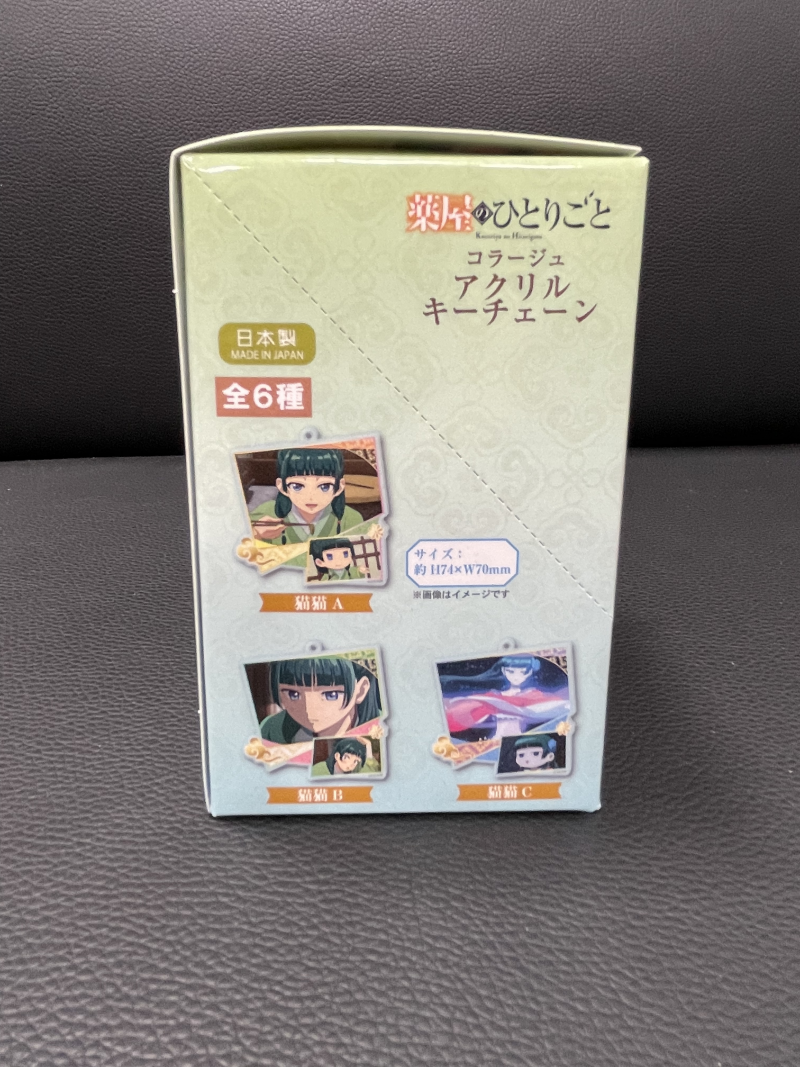 薬屋のひとりごと
Kusuriya no Hitorigoto
コラージュ
アクリル
キーチェーン
日本製
MADE IN JAPAN
全6種
サイズ：
約 H74×W70mm
※画像はイメージです
猫猫 A
猫猫 B
猫猫 C